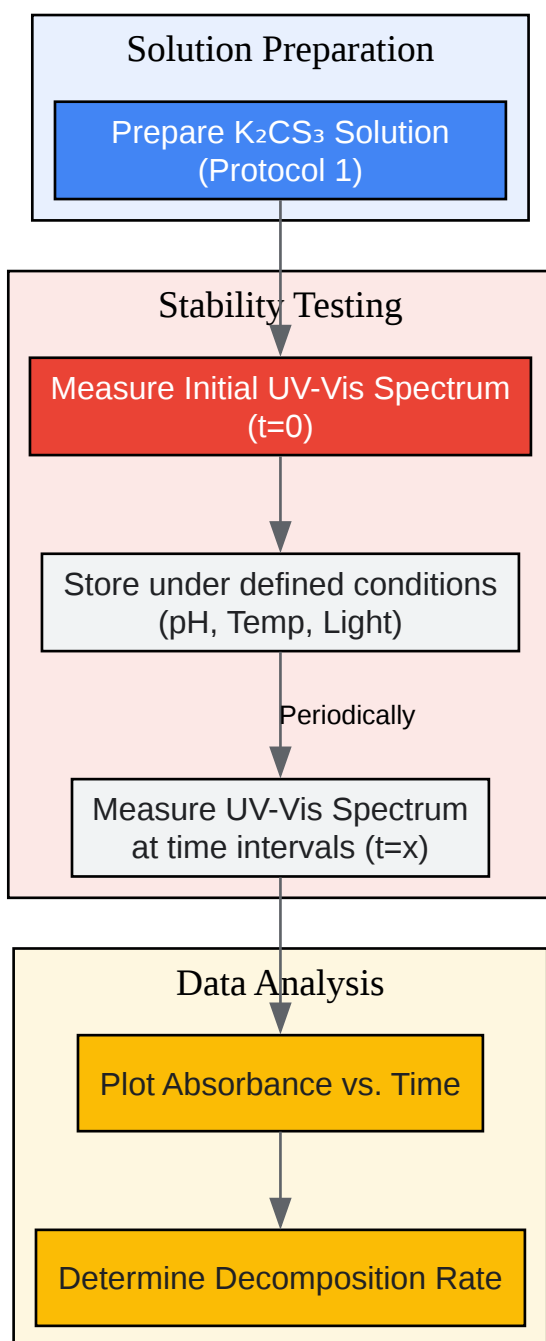 Solution Preparation
Prepare K₂CS₃ Solution
(Protocol 1)
Stability Testing
Measure Initial UV-Vis Spectrum
(t=0)
Store under defined conditions
(pH, Temp, Light)
Periodically
Measure UV-Vis Spectrum
at time intervals (t=x)
Data Analysis
Plot Absorbance vs. Time
Determine Decomposition Rate